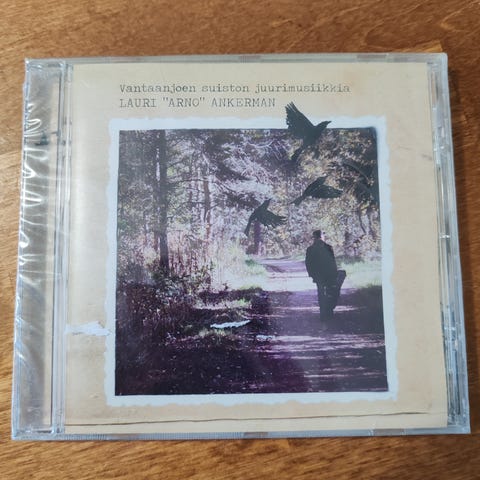 Vantaanjoen suiston juurimusiikkia
LAURI "ARNO" ANKERMAN